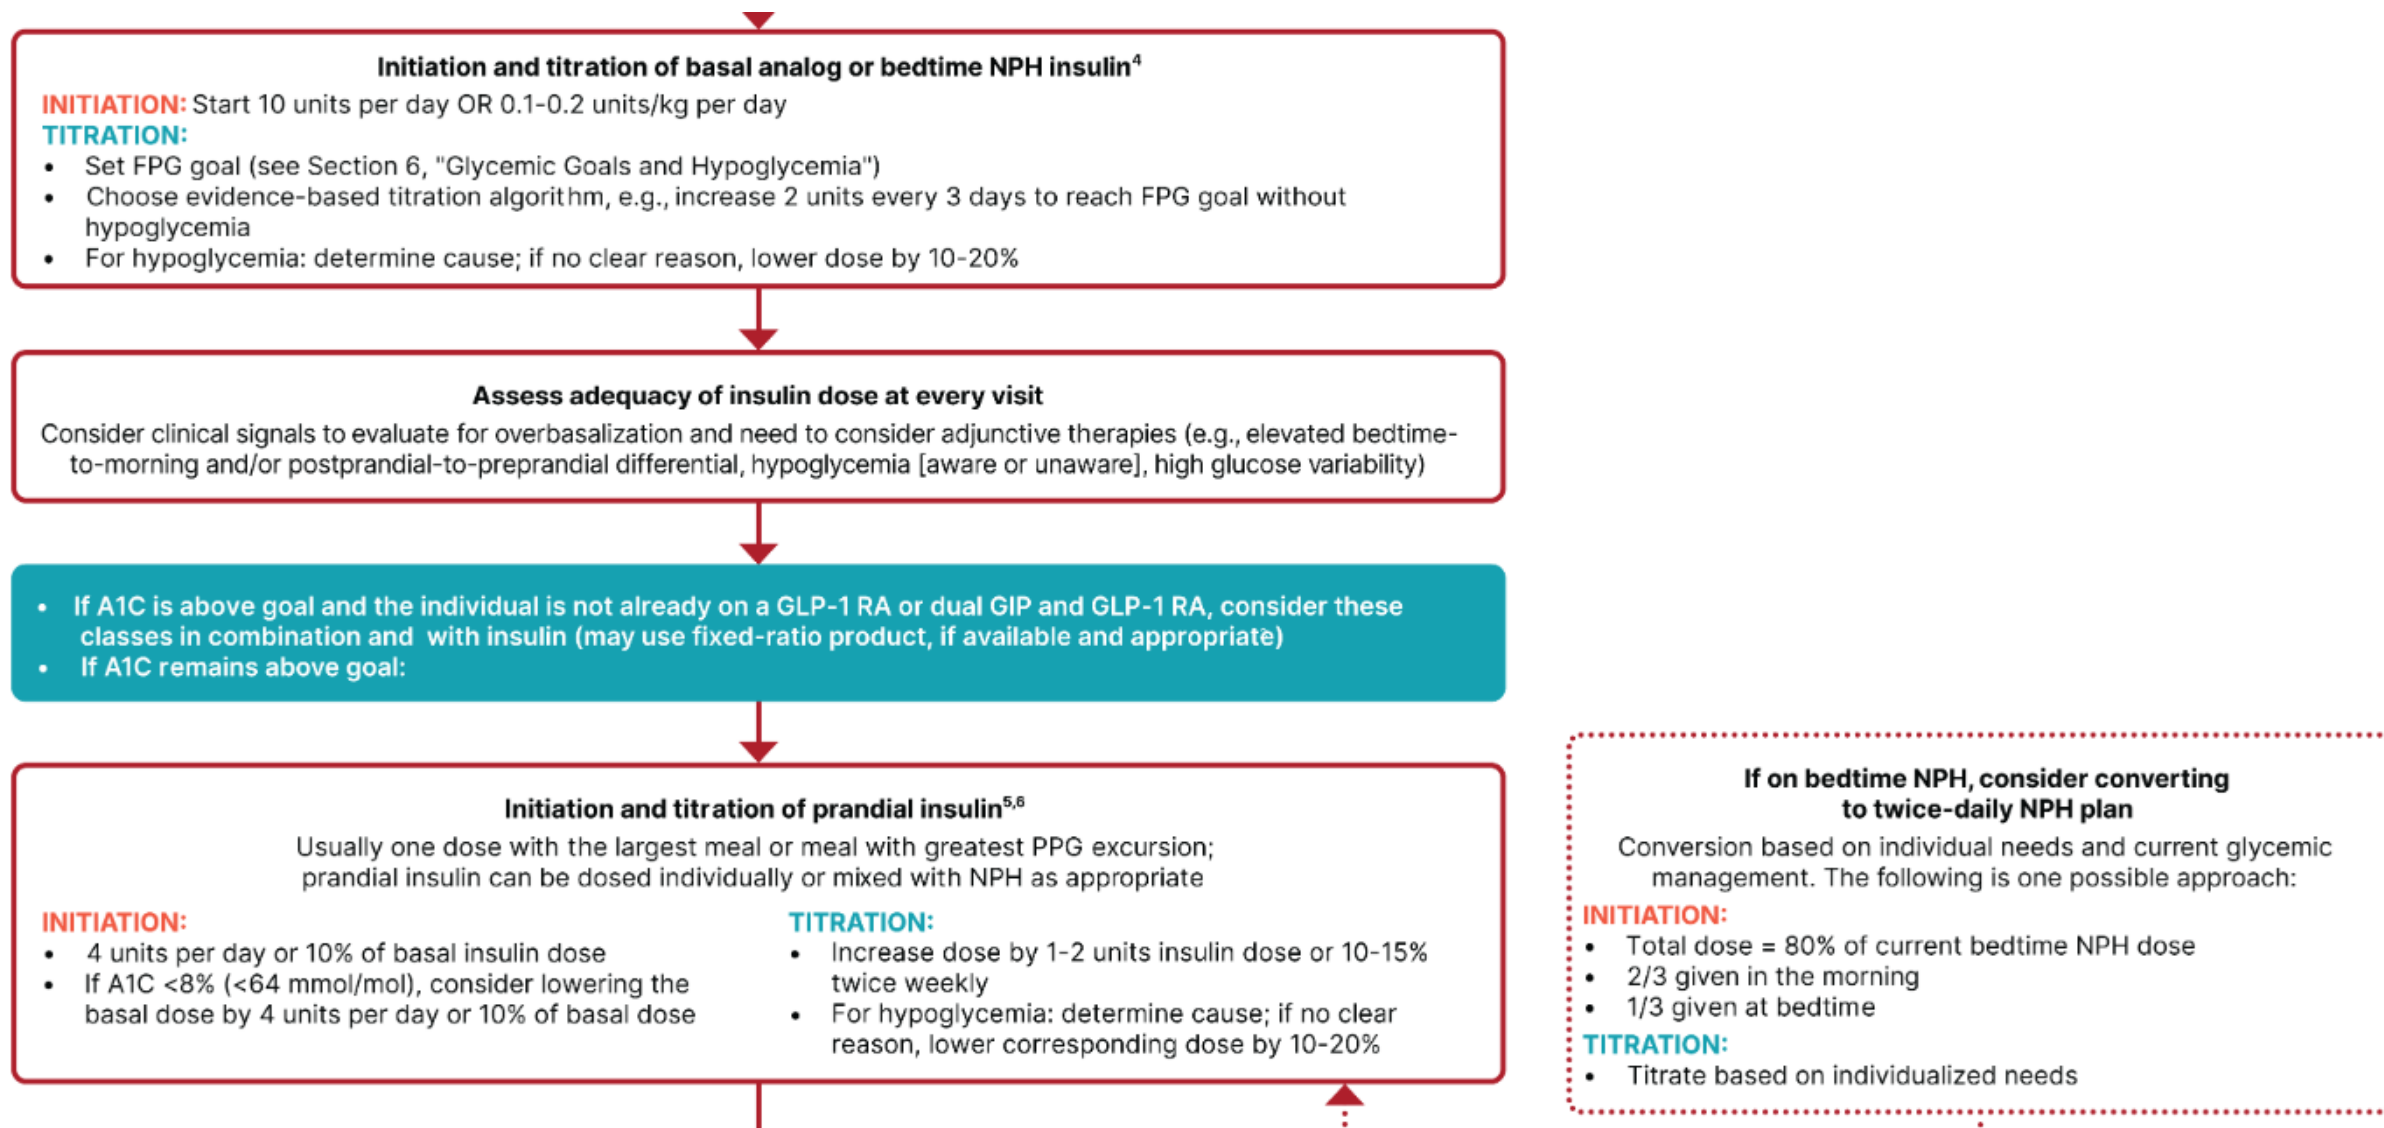 Initiation and titration of basal analog or bedtime NPH insulin⁴
INITIATION: Start 10 units per day OR 0.1-0.2 units/kg per day
TITRATION:
• Set FPG goal (see Section 6, "Glycemic Goals and Hypoglycemia")
• Choose evidence-based titration algorithm, e.g., increase 2 units every 3 days to reach FPG goal without
hypoglycemia
• For hypoglycemia: determine cause; if no clear reason, lower dose by 10-20%
Assess adequacy of insulin dose at every visit
Consider clinical signals to evaluate for overbasalization and need to consider adjunctive therapies (e.g., elevated bedtime-
to-morning and/or postprandial-to-preprandial differential, hypoglycemia [aware or unaware], high glucose variability)
• If A1C is above goal and the individual is not already on a GLP-1 RA or dual GIP and GLP-1 RA, consider these
classes in combination and with insulin (may use fixed-ratio product, if available and appropriate)
• If A1C remains above goal:
Initiation and titration of prandial insulin⁵,⁶
Usually one dose with the largest meal or meal with greatest PPG excursion;
prandial insulin can be dosed individually or mixed with NPH as appropriate
INITIATION:
• 4 units per day or 10% of basal insulin dose
• If A1C <8% (<64 mmol/mol), consider lowering the
basal dose by 4 units per day or 10% of basal dose
TITRATION:
• Increase dose by 1-2 units insulin dose or 10-15%
twice weekly
• For hypoglycemia: determine cause; if no clear
reason, lower corresponding dose by 10-20%
If on bedtime NPH, consider converting
to twice-daily NPH plan
Conversion based on individual needs and current glycemic
management. The following is one possible approach:
INITIATION:
• Total dose = 80% of current bedtime NPH dose
• 2/3 given in the morning
• 1/3 given at bedtime
TITRATION:
• Titrate based on individualized needs